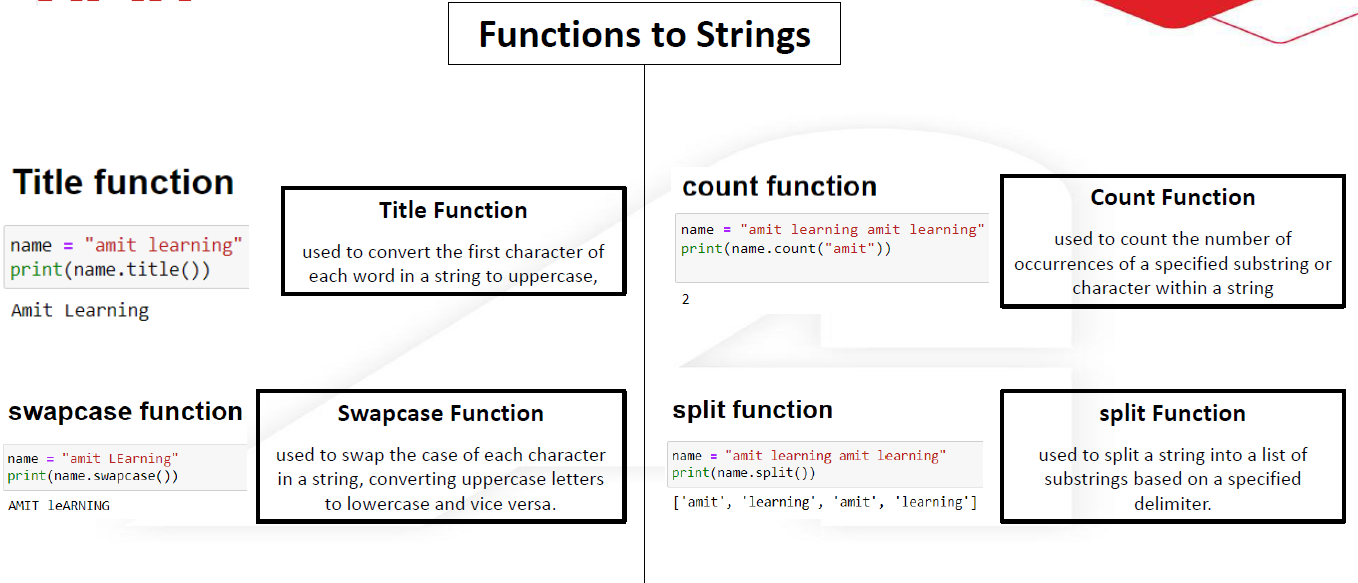 Functions to Strings
Title function
name = "amit learning"
print(name.title())
Amit Learning
Title Function
used to convert the first character of
each word in a string to uppercase,
swapcase function
name = "amit LEarning"
print(name.swapcase())
AMIT leARNING
Swapcase Function
used to swap the case of each character
in a string, converting uppercase letters
to lowercase and vice versa.
count function
name = "amit learning amit learning"
print(name.count("amit"))
2
Count Function
used to count the number of
occurrences of a specified substring or
character within a string
split function
name = "amit learning amit learning"
print(name.split())
['amit', 'learning', 'amit', 'learning']
split Function
used to split a string into a list of
substrings based on a specified
delimiter.